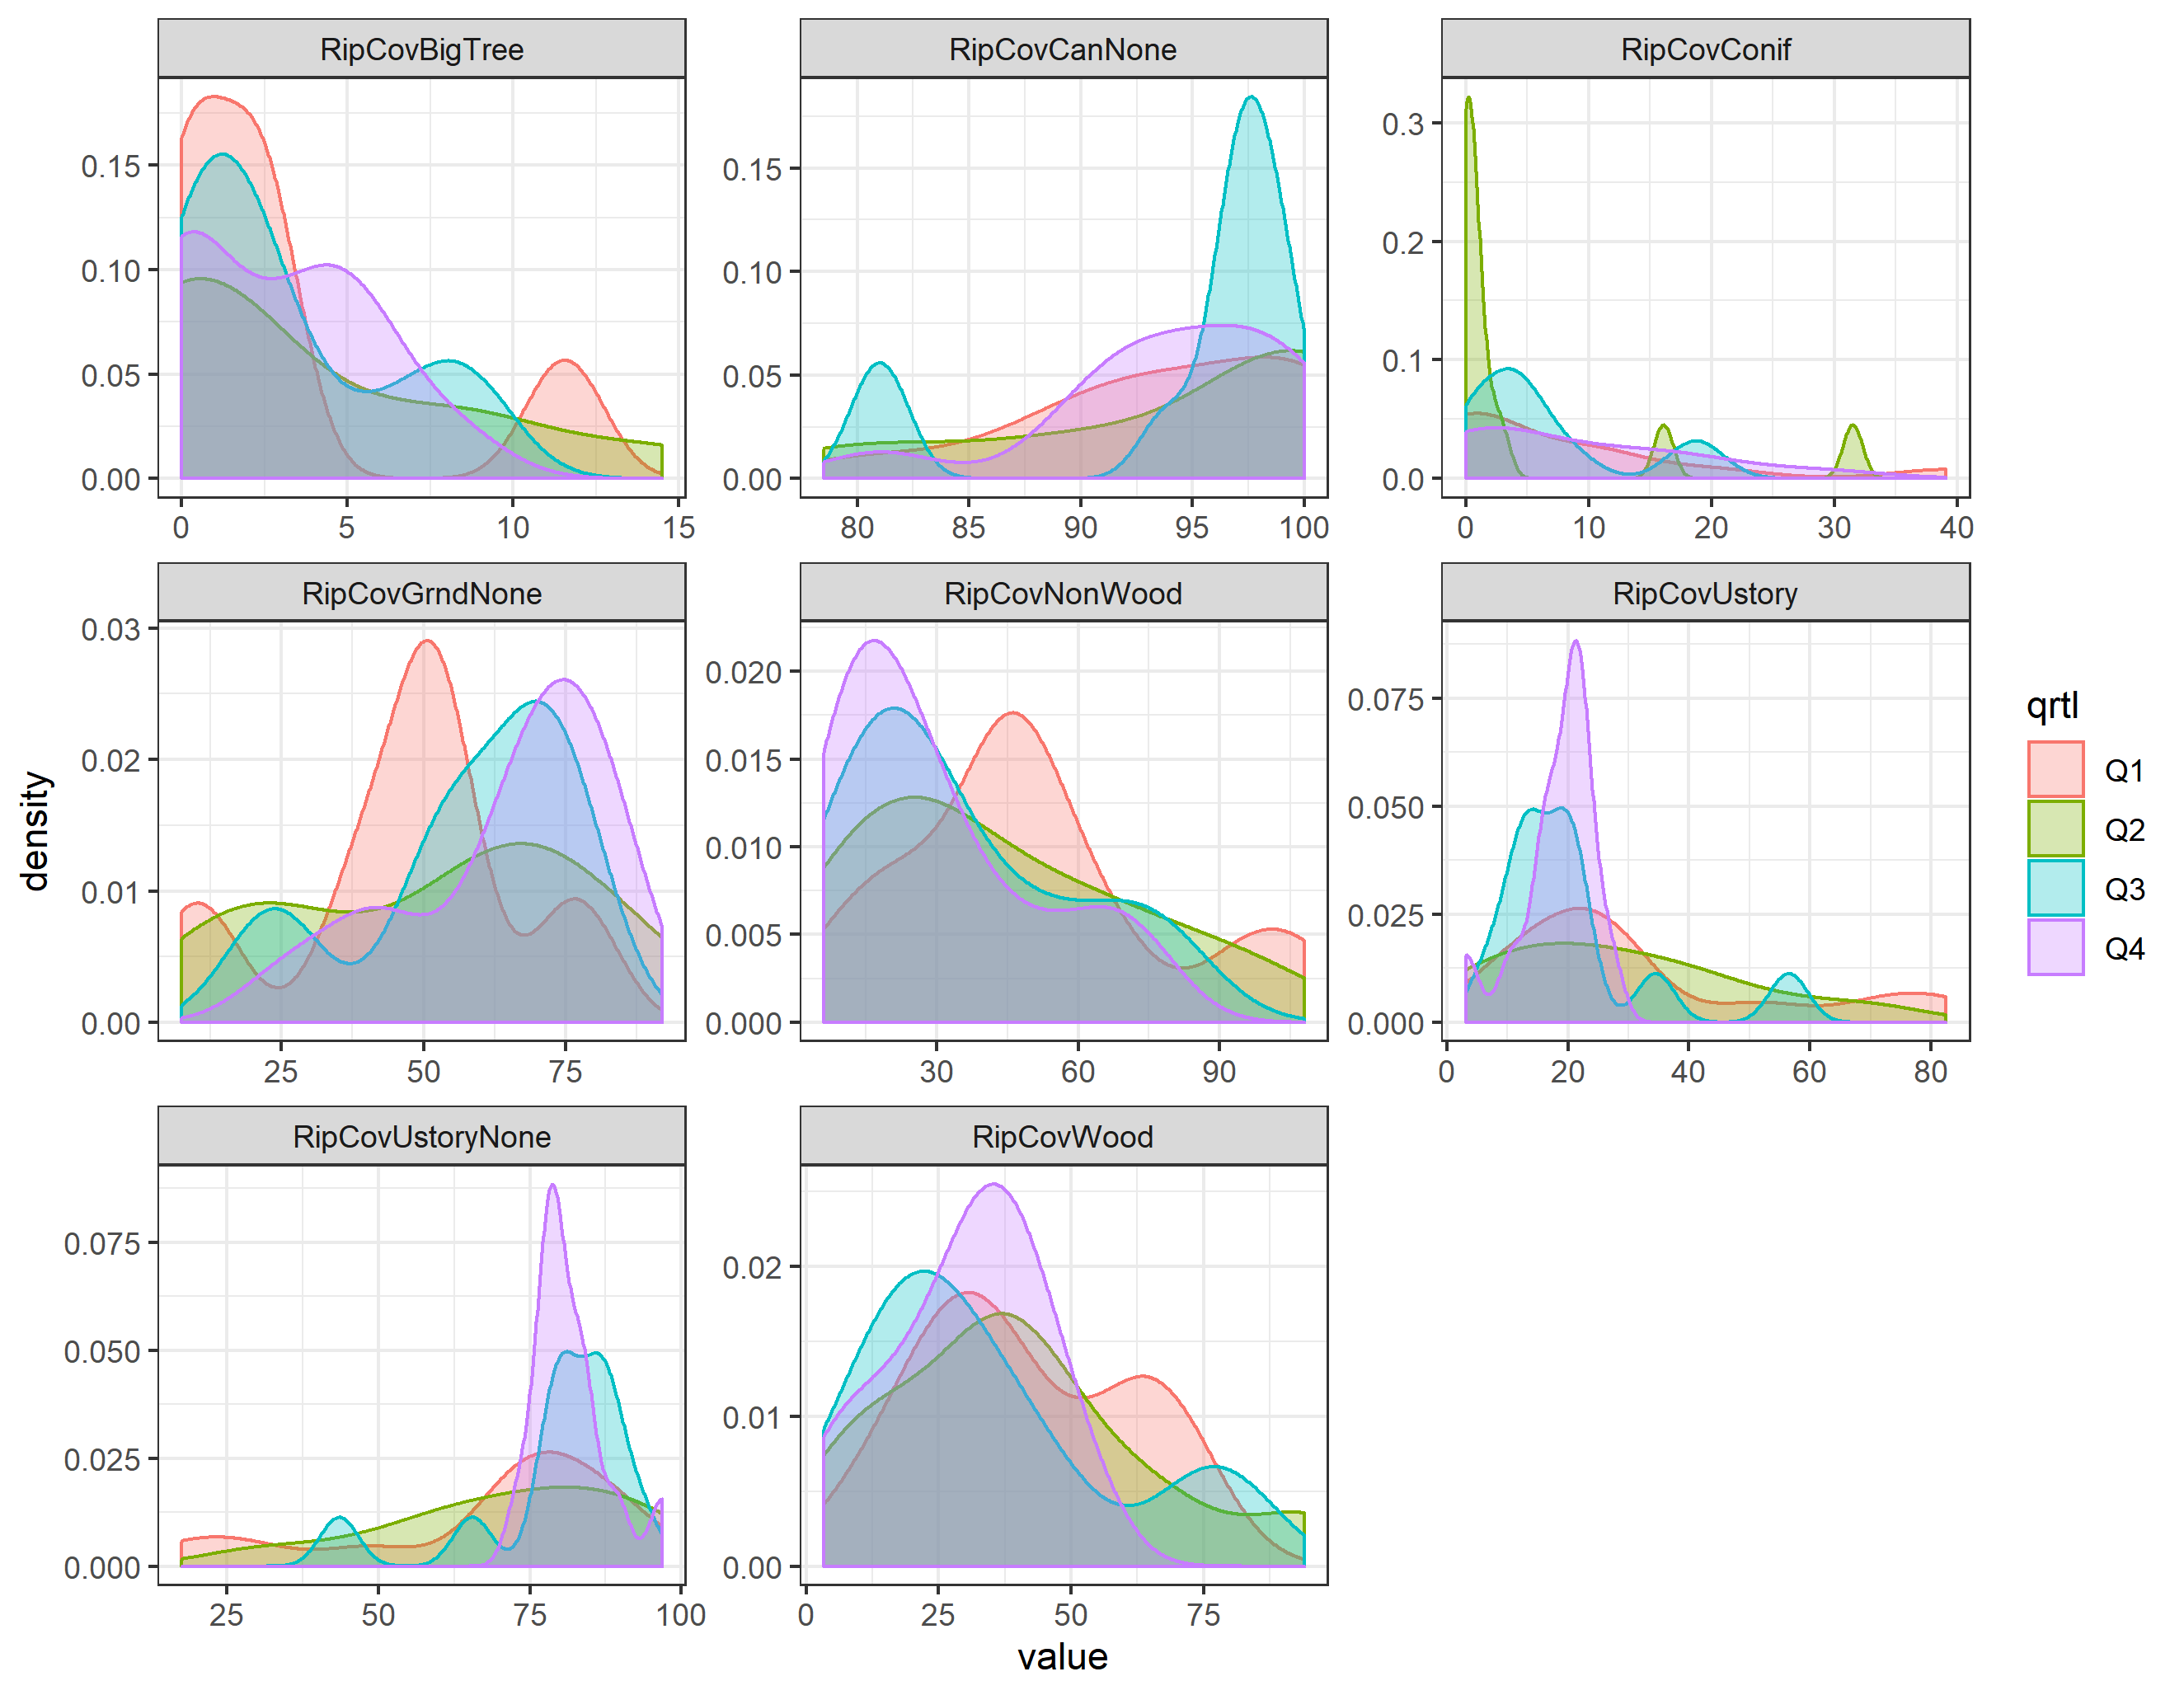 RipCovBigTree
RipCovCanNone
RipCovConif
0.15
0.10
0.05
0.00
0.15
0.10
0.05
0.00
0.3
0.2
0.1
0.0
0 5 10 15
80 85 90 95 100
0 10 20 30 40
RipCovGrndNone
RipCovNonWood
RipCovUstory
0.03
0.02
0.01
0.00
0.020
0.015
0.010
0.005
0.000
0.075
0.050
0.025
0.000
25 50 75
30 60 90
0 20 40 60 80
RipCovUstoryNone
RipCovWood
0.075
0.050
0.025
0.000
0.02
0.01
0.00
25 50 75 100
0 25 50 75
density
value
qrtl
Q1
Q2
Q3
Q4